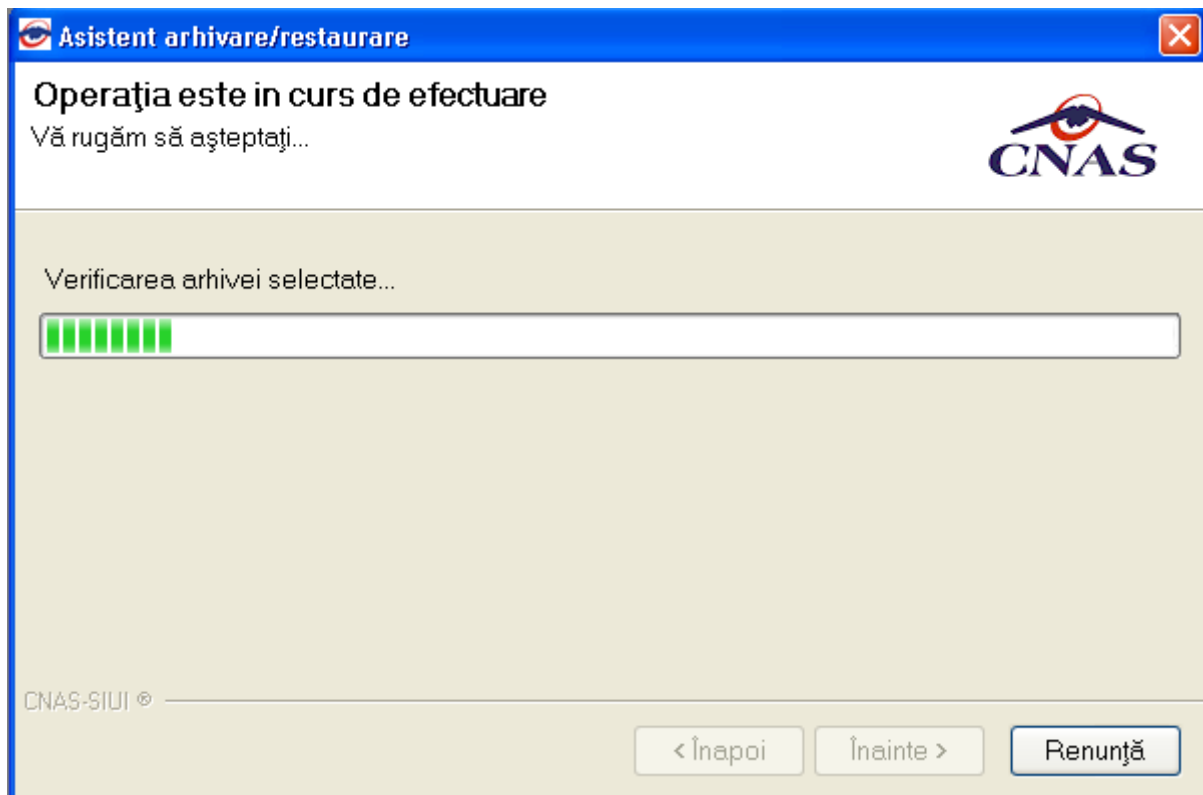 Asistent arhivare/restaurare
Operaţia este in curs de efectuare
Vă rugăm să aşteptaţi...
CNAS
Verificarea arhivei selectate...
CNAS-SIUI ®
< Înapoi
Înainte >
Renunţă